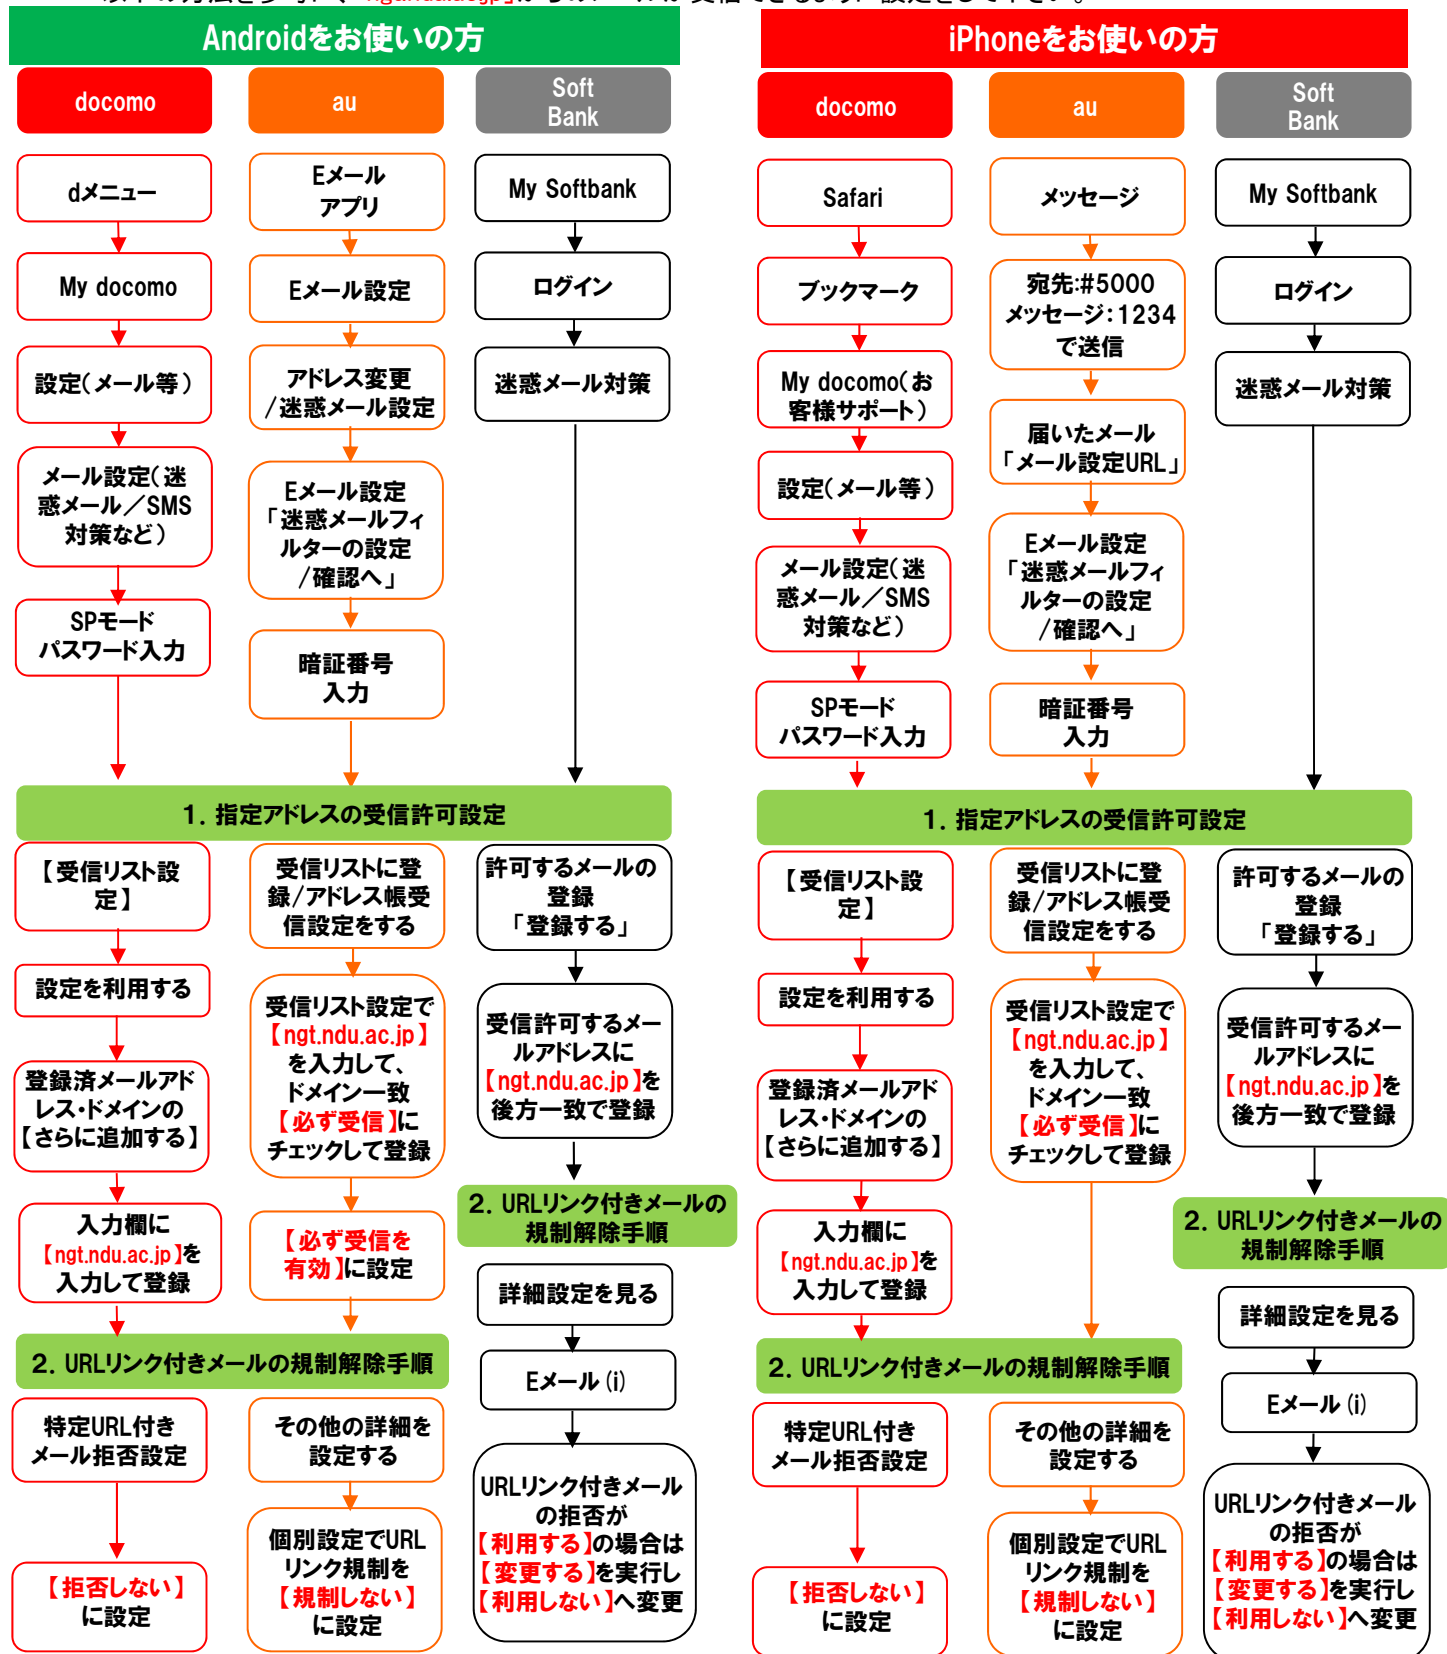 Androidをお使いの方
docomo
au
Soft
Bank
dメニュー
My docomo
設定(メール等)
メール設定(迷
惑メール／SMS
対策など)
SPモード
パスワード入力
Eメール
アプリ
Eメール設定
アドレス変更
/迷惑メール設定
Eメール設定
「迷惑メールフィ
ルターの設定
/確認へ」
暗証番号
入力
My Softbank
ログイン
迷惑メール対策
1. 指定アドレスの受信許可設定
【受信リスト設
定】
設定を利用する
登録済メールアド
レス・ドメインの
【さらに追加する】
入力欄に
【ngt.ndu.ac.jp】を
入力して登録
受信リストに登
録/アドレス帳受
信設定をする
受信リスト設定で
【ngt.ndu.ac.jp】
を入力して、
ドメイン一致
【必ず受信】に
チェックして登録
【必ず受信を
有効】に設定
許可するメールの
登録
「登録する」
受信許可するメー
ルアドレスに
【ngt.ndu.ac.jp】を
後方一致で登録
2. URLリンク付きメールの規制解除手順
特定URL付き
メール拒否設定
【拒否しない】
に設定
その他の詳細を
設定する
個別設定でURL
リンク規制を
【規制しない】
に設定
2. URLリンク付きメールの
規制解除手順
詳細設定を見る
Eメール(i)
URLリンク付きメール
の拒否が
【利用する】の場合は
【変更する】を実行し
【利用しない】へ変更
iPhoneをお使いの方
docomo
au
Soft
Bank
Safari
ブックマーク
My docomo(お
客様サポート)
設定(メール等)
メール設定(迷
惑メール／SMS
対策など)
SPモード
パスワード入力
メッセージ
宛先:#5000
メッセージ:1234
で送信
届いたメール
「メール設定URL」
Eメール設定
「迷惑メールフィ
ルターの設定
/確認へ」
暗証番号
入力
My Softbank
ログイン
迷惑メール対策
1. 指定アドレスの受信許可設定
【受信リスト設
定】
設定を利用する
登録済メールアド
レス・ドメインの
【さらに追加する】
入力欄に
【ngt.ndu.ac.jp】を
入力して登録
受信リストに登
録/アドレス帳受
信設定をする
受信リスト設定で
【ngt.ndu.ac.jp】
を入力して、
ドメイン一致
【必ず受信】に
チェックして登録
許可するメールの
登録
「登録する」
受信許可するメー
ルアドレスに
【ngt.ndu.ac.jp】を
後方一致で登録
2. URLリンク付きメールの規制解除手順
特定URL付き
メール拒否設定
【拒否しない】
に設定
その他の詳細を
設定する
個別設定でURL
リンク規制を
【規制しない】
に設定
2. URLリンク付きメールの
規制解除手順
詳細設定を見る
Eメール(i)
URLリンク付きメール
の拒否が
【利用する】の場合は
【変更する】を実行し
【利用しない】へ変更